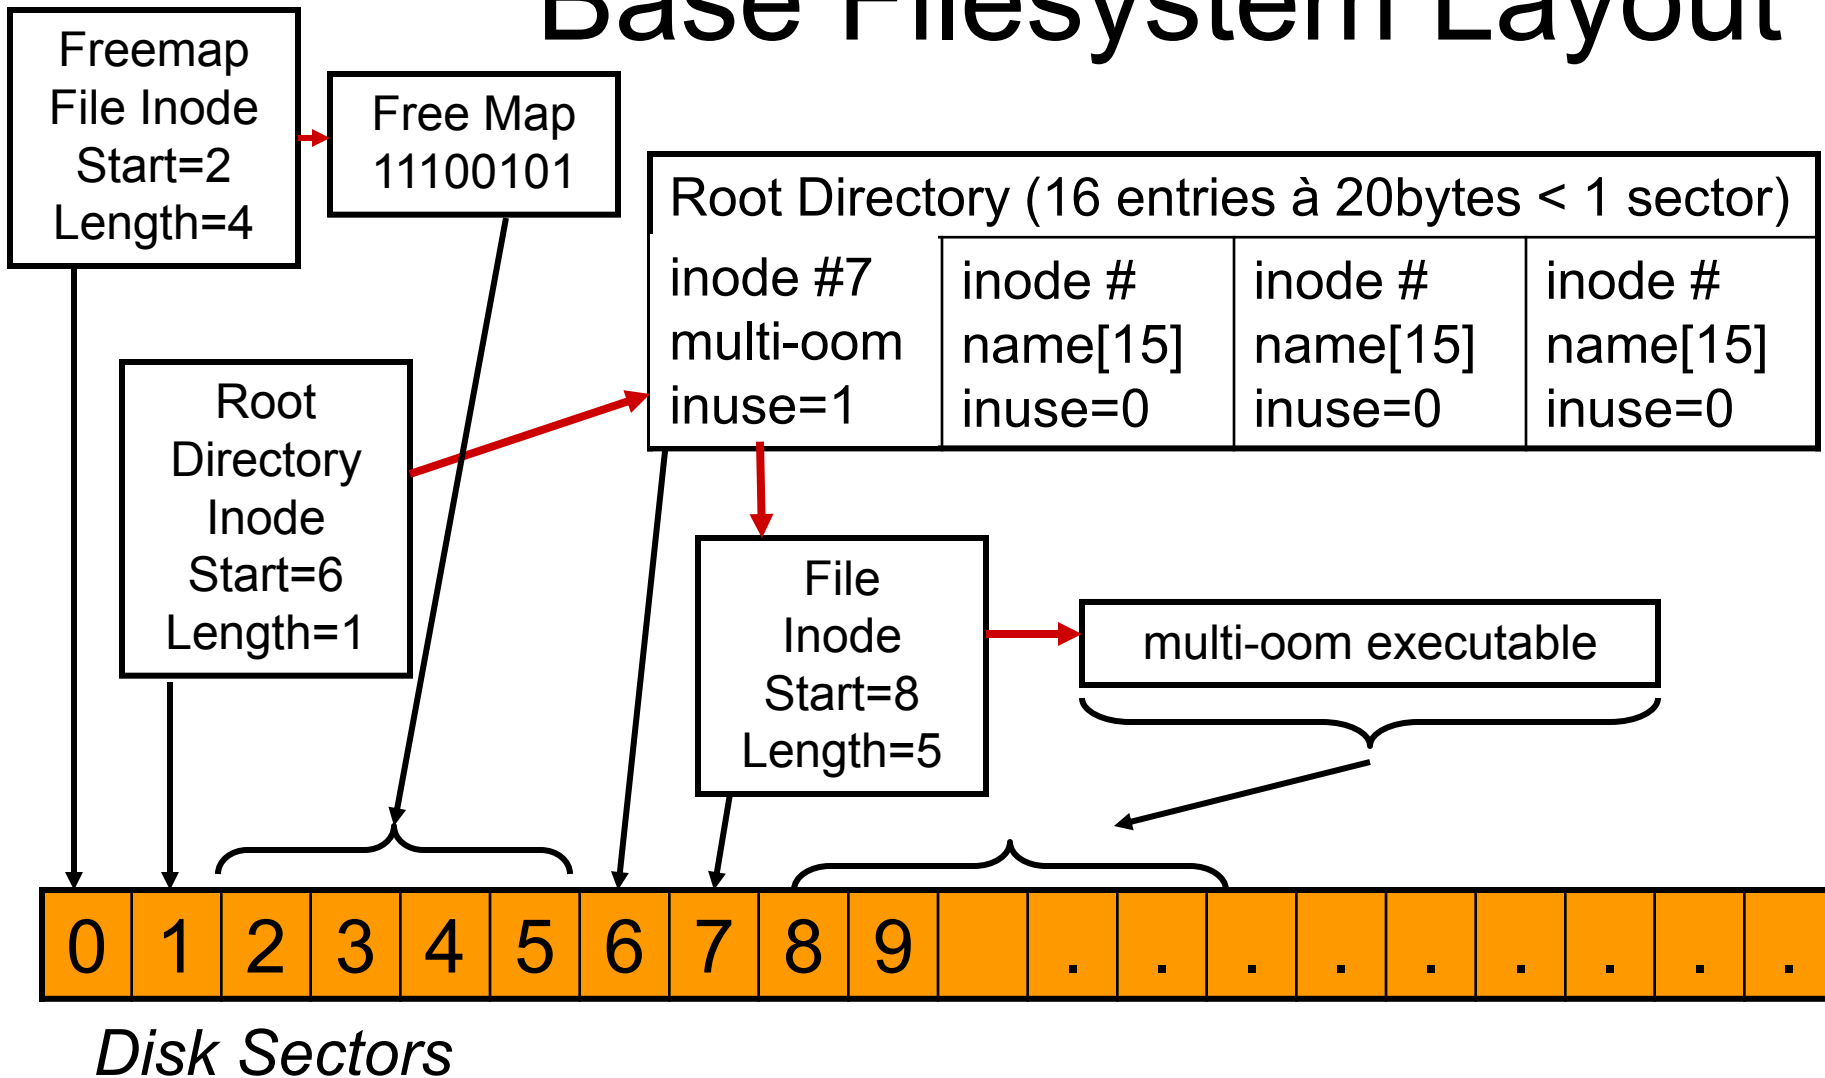 Base Filesystem Layout
Freemap
File Inode
Start=2
Length=4
Free Map
11100101
Root Directory (16 entries à 20bytes < 1 sector)
inode #7
multi-oom
inuse=1
inode #
name[15]
inuse=0
inode #
name[15]
inuse=0
inode #
name[15]
inuse=0
Root
Directory
Inode
Start=6
Length=1
File
Inode
Start=8
Length=5
multi-oom executable
0 1 2 3 4 5 6 7 8 9 . . . . . . . . .
Disk Sectors